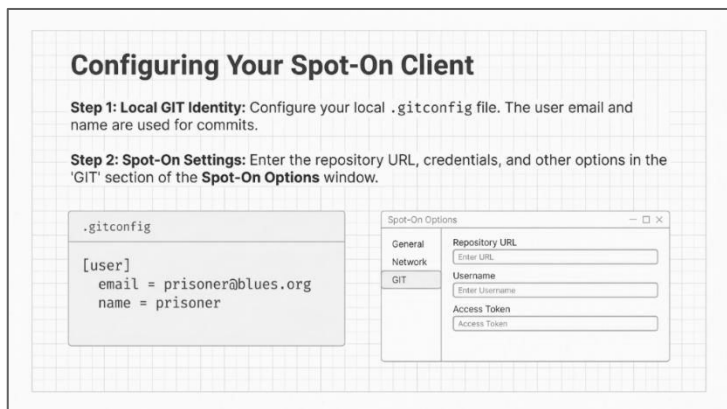 Configuring Your Spot-On Client
Step 1: Local GIT Identity: Configure your local .gitconfig file. The user email and
name are used for commits.
Step 2: Spot-On Settings: Enter the repository URL, credentials, and other options in the
'GIT' section of the Spot-On Options window.
.gitconfig
[user]
email = prisoner@blues.org
name = prisoner
Spot-On Options
General
Network
GIT
Repository URL
Enter URL
Username
Enter Username
Access Token
Access Token